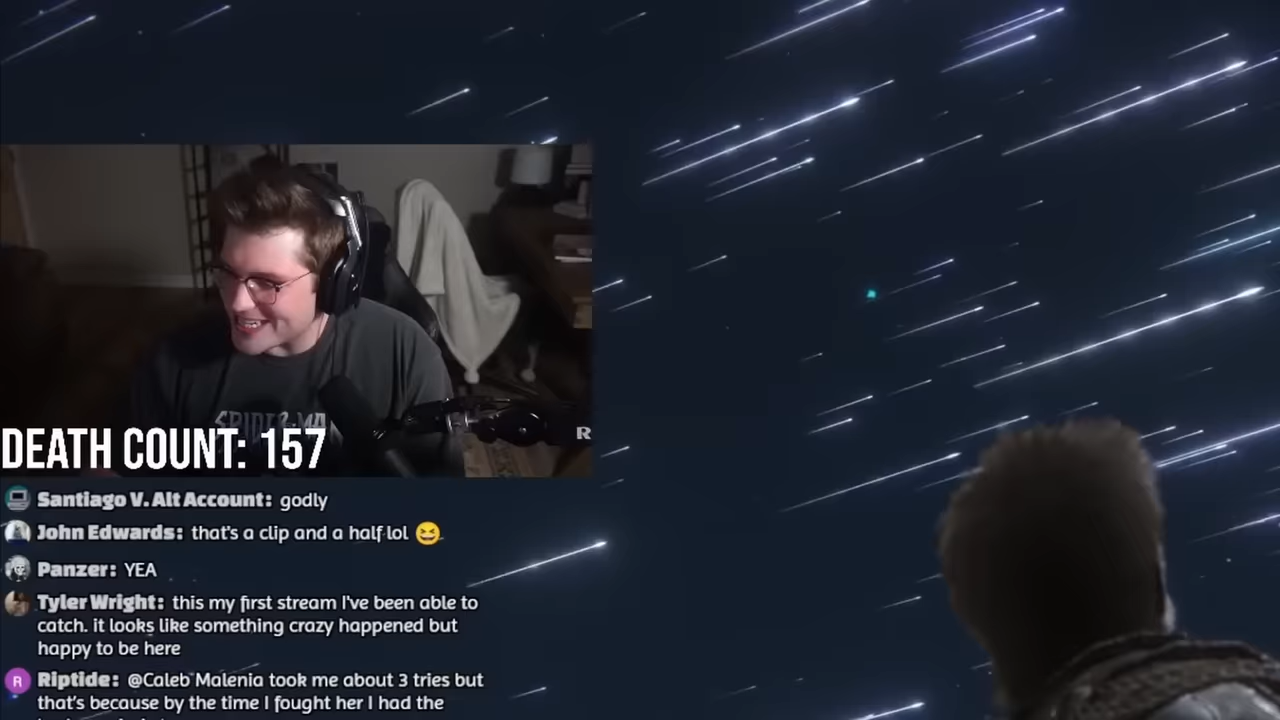 SPIDER-MA
R
DEATH COUNT: 157
Santiago V. Alt Account: godly
John Edwards: that's a clip and a half lol 😆
Panzer: YEA
Tyler Wright: this my first stream I've been able to
catch. it looks like something crazy happened but
happy to be here
R
Riptide: @Caleb Malenia took me about 3 tries but
that's because by the time I fought her I had the